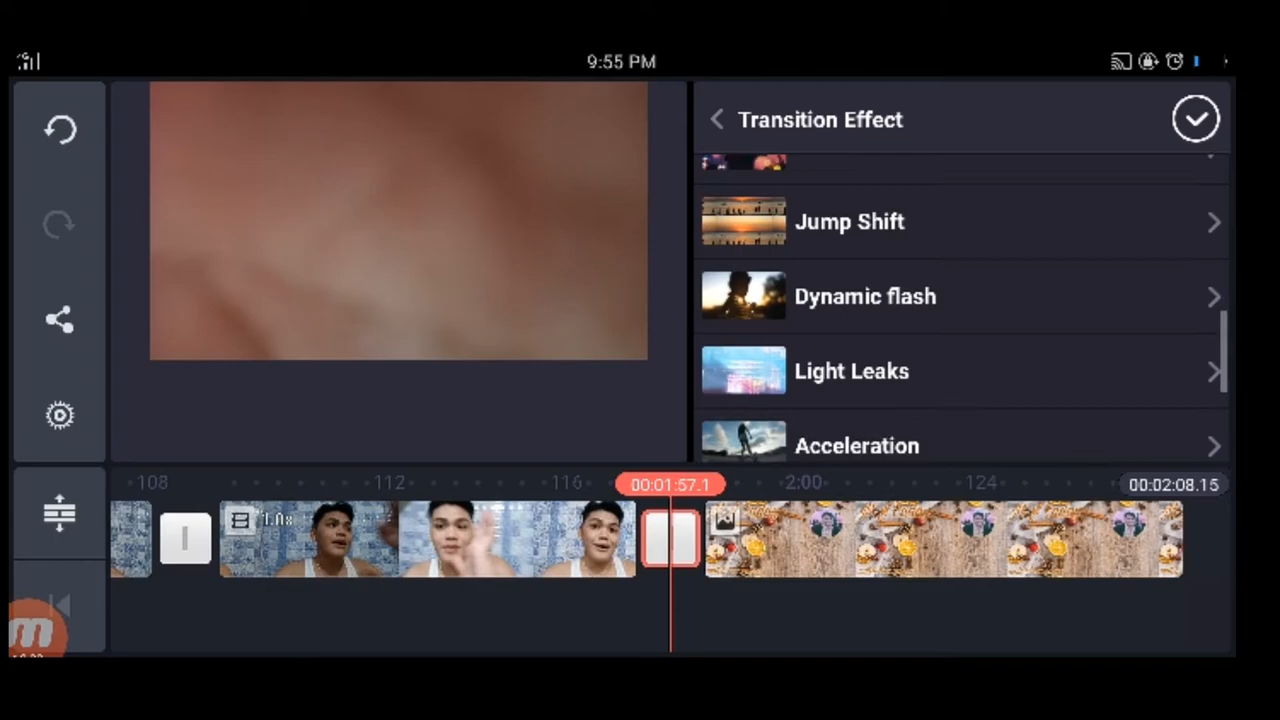 9:55 PM
Transition Effect
Jump Shift
Dynamic flash
Light Leaks
Acceleration
108
112
116
00:01:57.1
2:00
124
00:02:08.15
1.0x